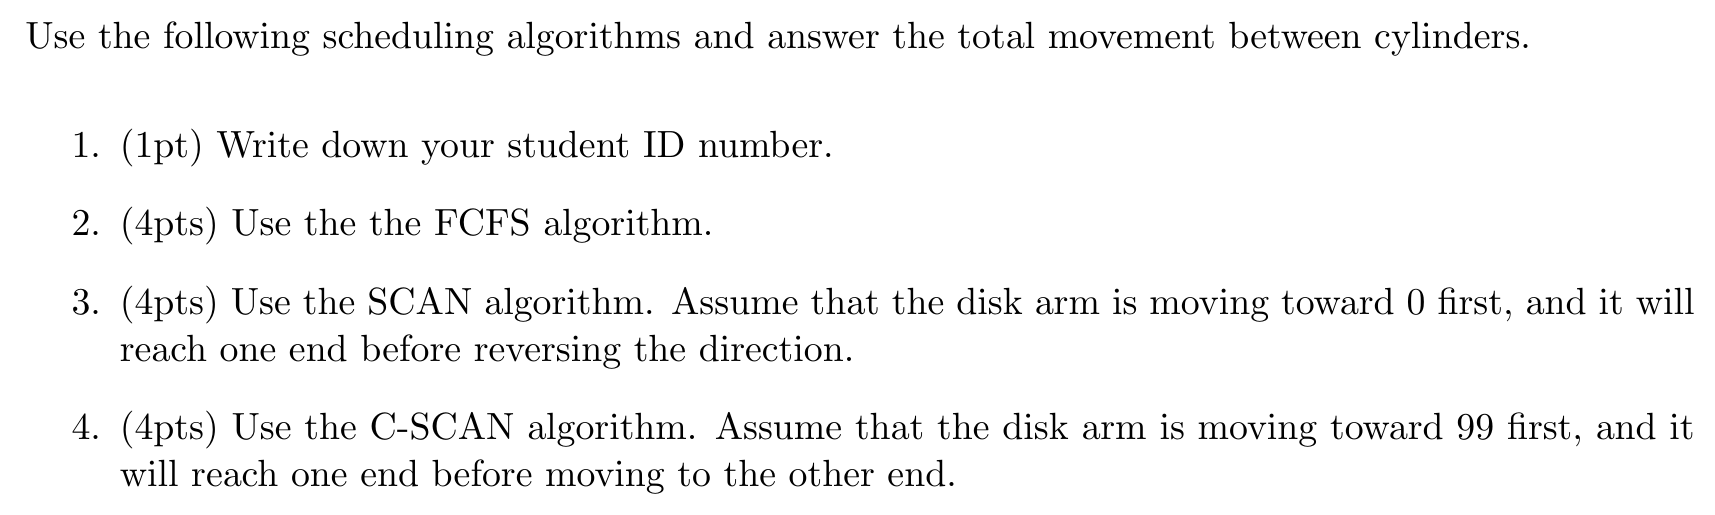 Use the following scheduling algorithms and answer the total movement between cylinders.
1. (1pt) Write down your student ID number.
2. (4pts) Use the the FCFS algorithm.
3. (4pts) Use the SCAN algorithm. Assume that the disk arm is moving toward 0 first, and it will
reach one end before reversing the direction.
4. (4pts) Use the C-SCAN algorithm. Assume that the disk arm is moving toward 99 first, and it
will reach one end before moving to the other end.